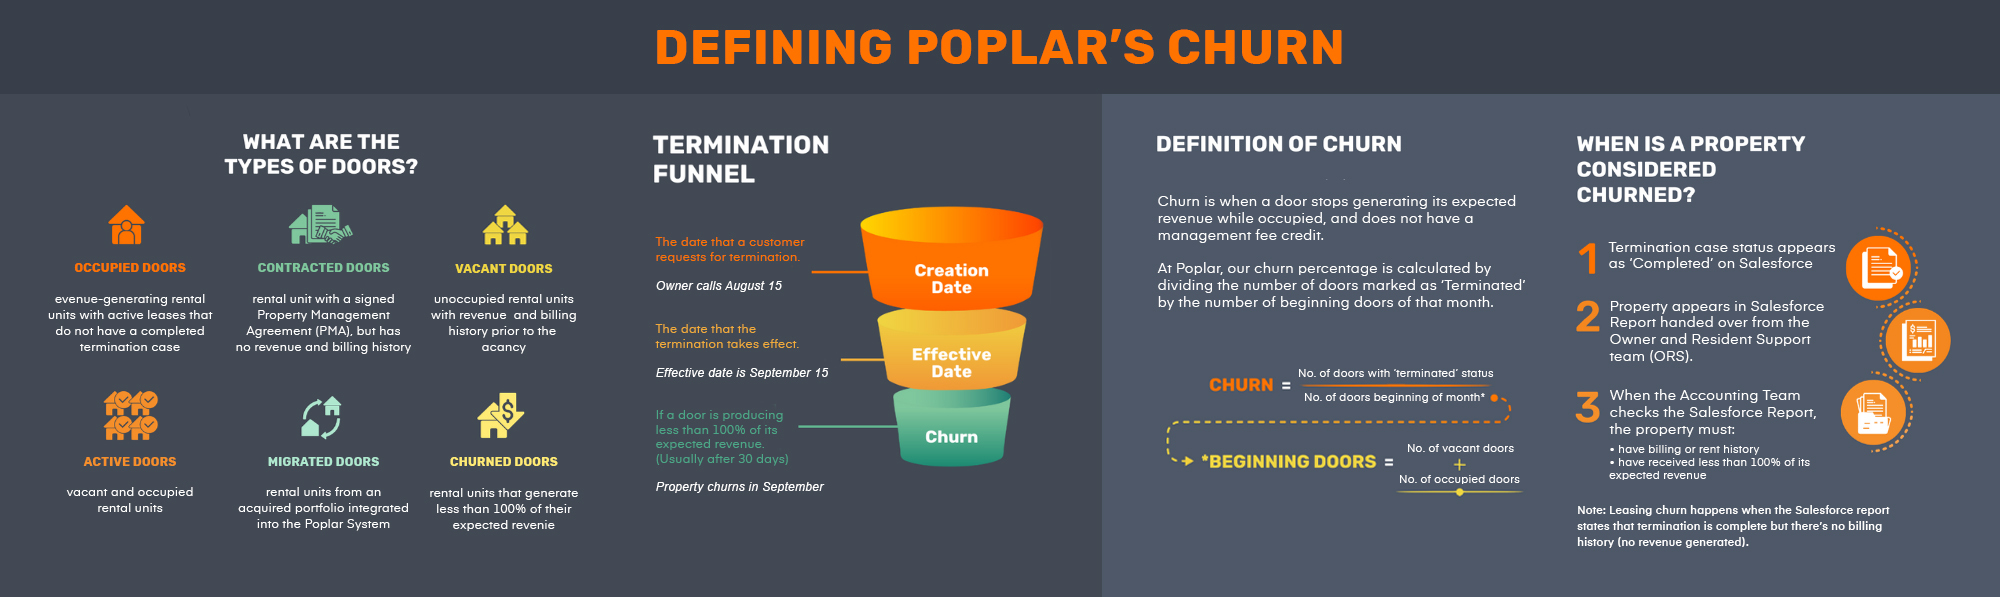 DEFINING POPLAR'S CHURN
WHAT ARE THE
TYPES OF DOORS?
OCCUPIED DOORS
evenue-generating rental
units with active leases that
do not have a completed
termination case
CONTRACTED DOORS
rental unit with a signed
Property Management
Agreement (PMA), but has
no revenue and billing history
VACANT DOORS
unoccupied rental units
with revenue and billing
history prior to the
acancy
ACTIVE DOORS
vacant and occupied
rental units
MIGRATED DOORS
rental units from an
acquired portfolio integrated
into the Poplar System
CHURNED DOORS
rental units that generate
less than 100% of their
expected revenie
TERMINATION
FUNNEL
The date that a customer
requests for termination.
Owner calls August 15
Creation
Date
The date that the
termination takes effect.
Effective date is September 15
Effective
Date
If a door is producing
less than 100% of its
expected revenue.
(Usually after 30 days)
Property churns in September
Churn
DEFINITION OF CHURN
Churn is when a door stops generating its expected
revenue while occupied, and does not have a
management fee credit.
At Poplar, our churn percentage is calculated by
dividing the number of doors marked as 'Terminated'
by the number of beginning doors of that month.
CHURN =
No. of doors with 'terminated' status
No. of doors beginning of month*
*BEGINNING DOORS =
No. of vacant doors
+
No. of occupied doors
WHEN IS A PROPERTY
CONSIDERED
CHURNED?
1 Termination case status appears
as 'Completed' on Salesforce
2 Property appears in Salesforce
Report handed over from the
Owner and Resident Support
team (ORS).
3 When the Accounting Team
checks the Salesforce Report,
the property must:
• have billing or rent history
• have received less than 100% of its
expected revenue
Note: Leasing churn happens when the Salesforce report
states that termination is complete but there's no billing
history (no revenue generated).